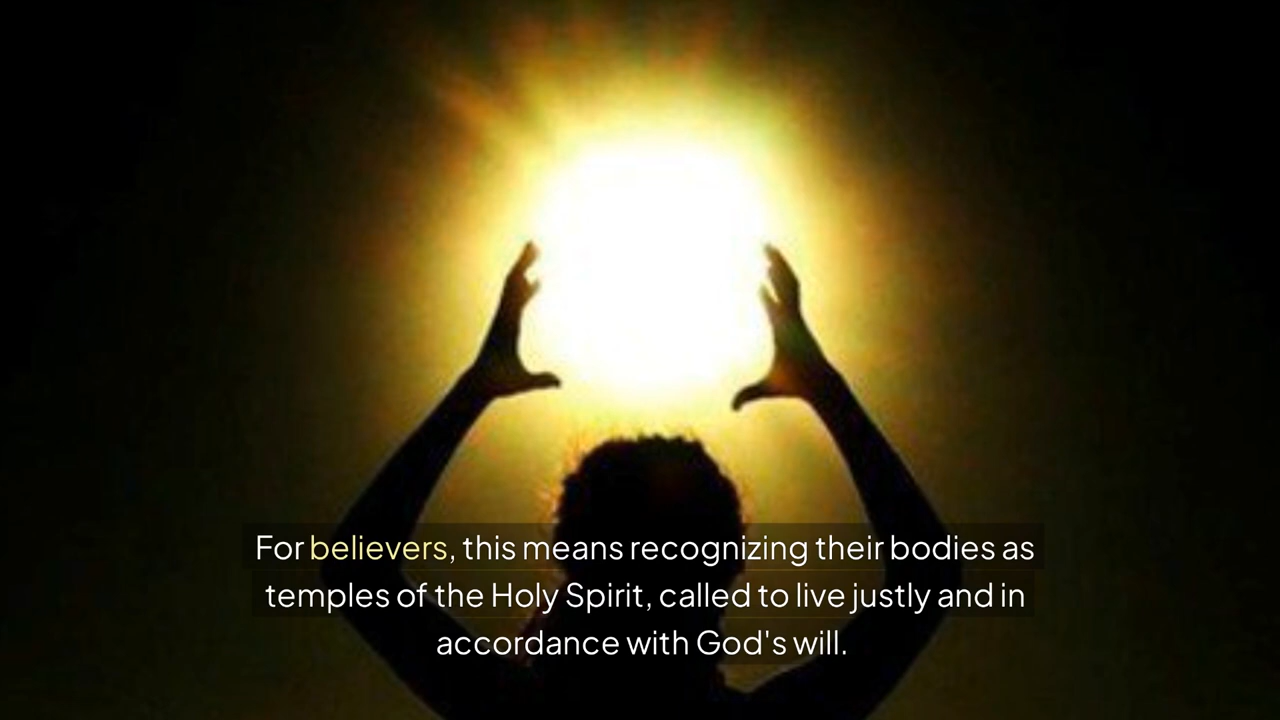 For believers, this means recognizing their bodies as
temples of the Holy Spirit, called to live justly and in
accordance with God's will.